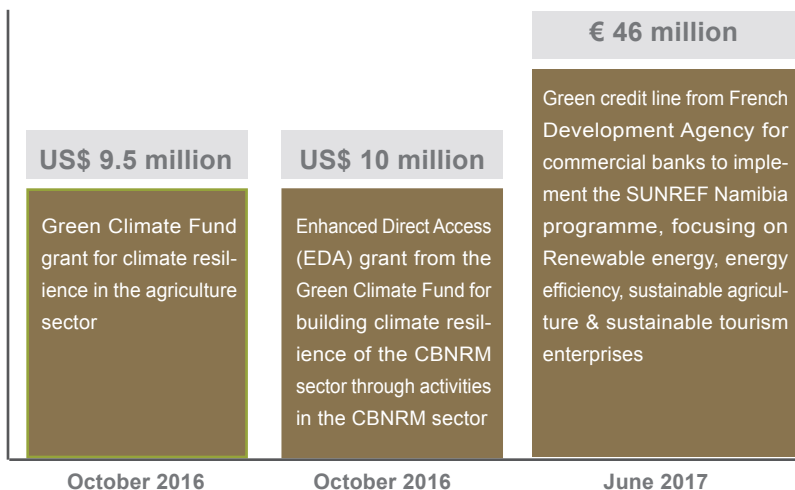 US$ 9.5 million
Green Climate Fund
grant for climate resil-
ience in the agriculture
sector
October 2016
US$ 10 million
Enhanced Direct Access
(EDA) grant from the
Green Climate Fund for
building climate resil-
ience of the CBNRM
sector through activities
in the CBNRM sector
October 2016
€ 46 million
Green credit line from French
Development Agency for
commercial banks to imple-
ment the SUNREF Namibia
programme, focusing on
Renewable energy, energy
efficiency, sustainable agricul-
ture & sustainable tourism
enterprises
June 2017